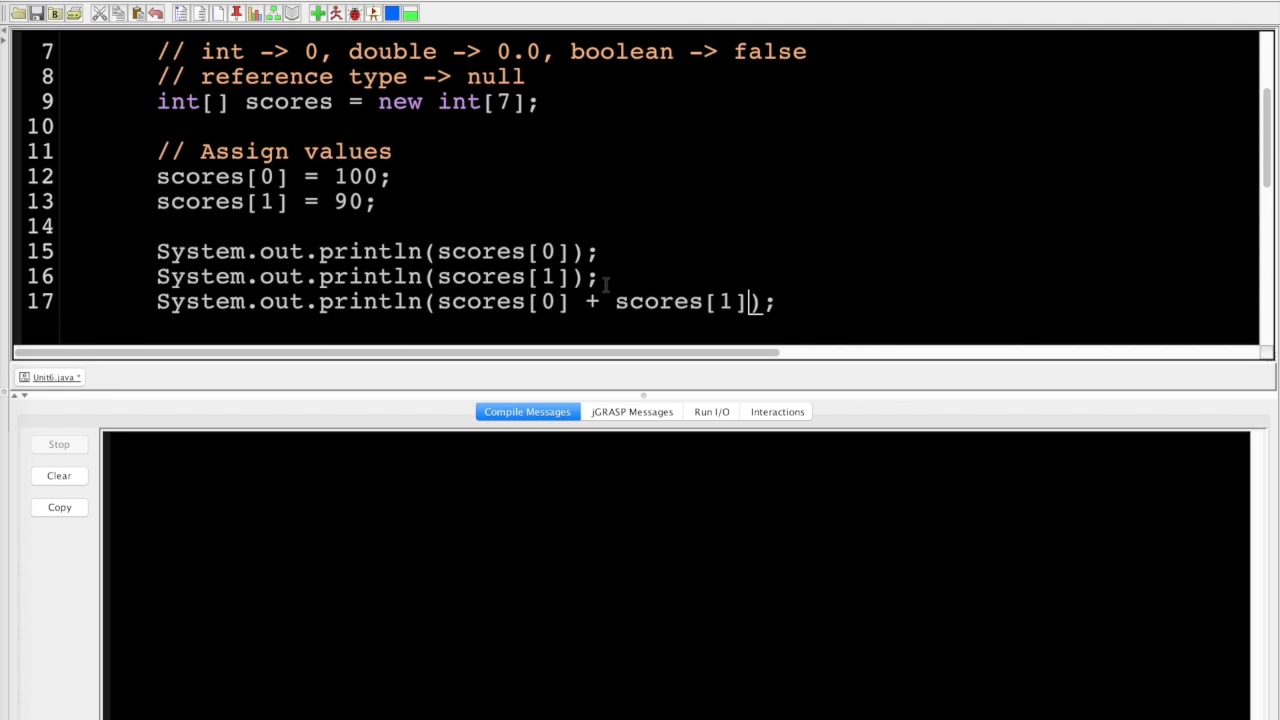 7 // int -> 0, double -> 0.0, boolean -> false
8 // reference type -> null
9 int[] scores = new int[7];
10
11 // Assign values
12 scores[0] = 100;
13 scores[1] = 90;
14
15 System.out.println(scores[0]);
16 System.out.println(scores[1]);
17 System.out.println(scores[0] + scores[1]);
Unit6.java *
Compile Messages jGRASP Messages Run I/O Interactions
Stop
Clear
Copy